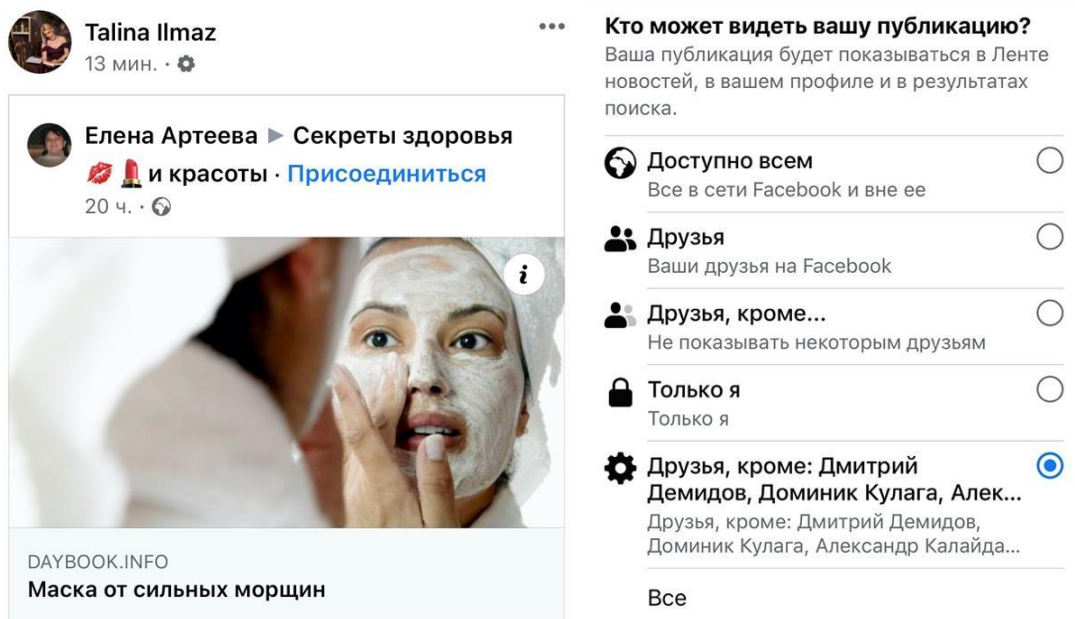 Talina Ilmaz
13 мин. ·
Елена Артеева ▶ Секреты здоровья
💋💄 и красоты · Присоединиться
20 ч. ·
i
DAYBOOK.INFO
Маска от сильных морщин
Кто может видеть вашу публикацию?
Ваша публикация будет показываться в Ленте
новостей, в вашем профиле и в результатах
поиска.
Доступно всем
Все в сети Facebook и вне ее
Друзья
Ваши друзья на Facebook
Друзья, кроме...
Не показывать некоторым друзьям
Только я
Только я
Друзья, кроме: Дмитрий
Демидов, Доминик Кулага, Алек...
Друзья, кроме: Дмитрий Демидов,
Доминик Кулага, Александр Калайда...
Все